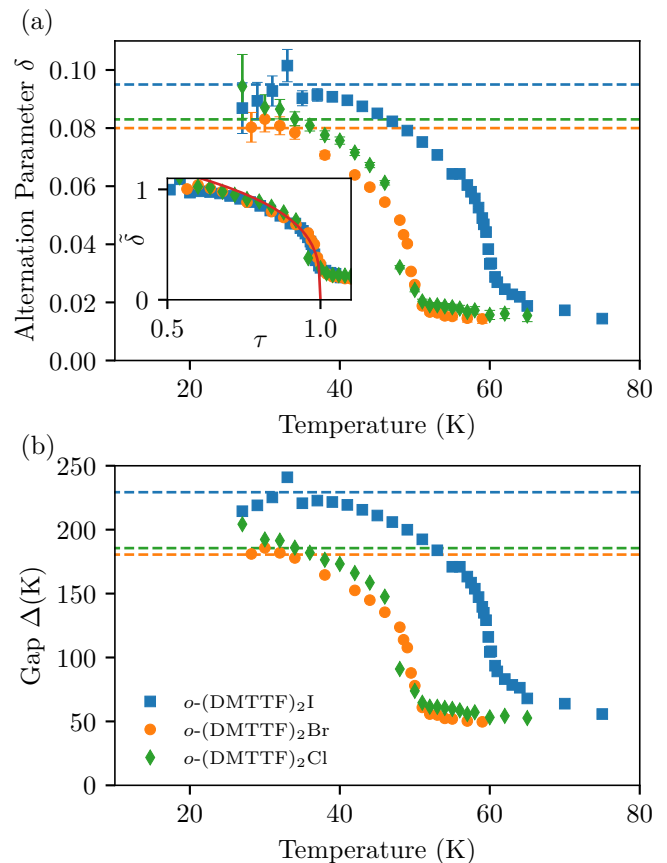 (a)
Alternation Parameter δ
0.10
0.08
0.06
0.04
0.02
0.00
1
0
δ̃
0.5
1.0
τ
20
40
60
80
Temperature (K)
(b)
Gap Δ(K)
250
200
150
100
50
0
o-(DMTTF)₂I
o-(DMTTF)₂Br
o-(DMTTF)₂Cl
20
40
60
80
Temperature (K)